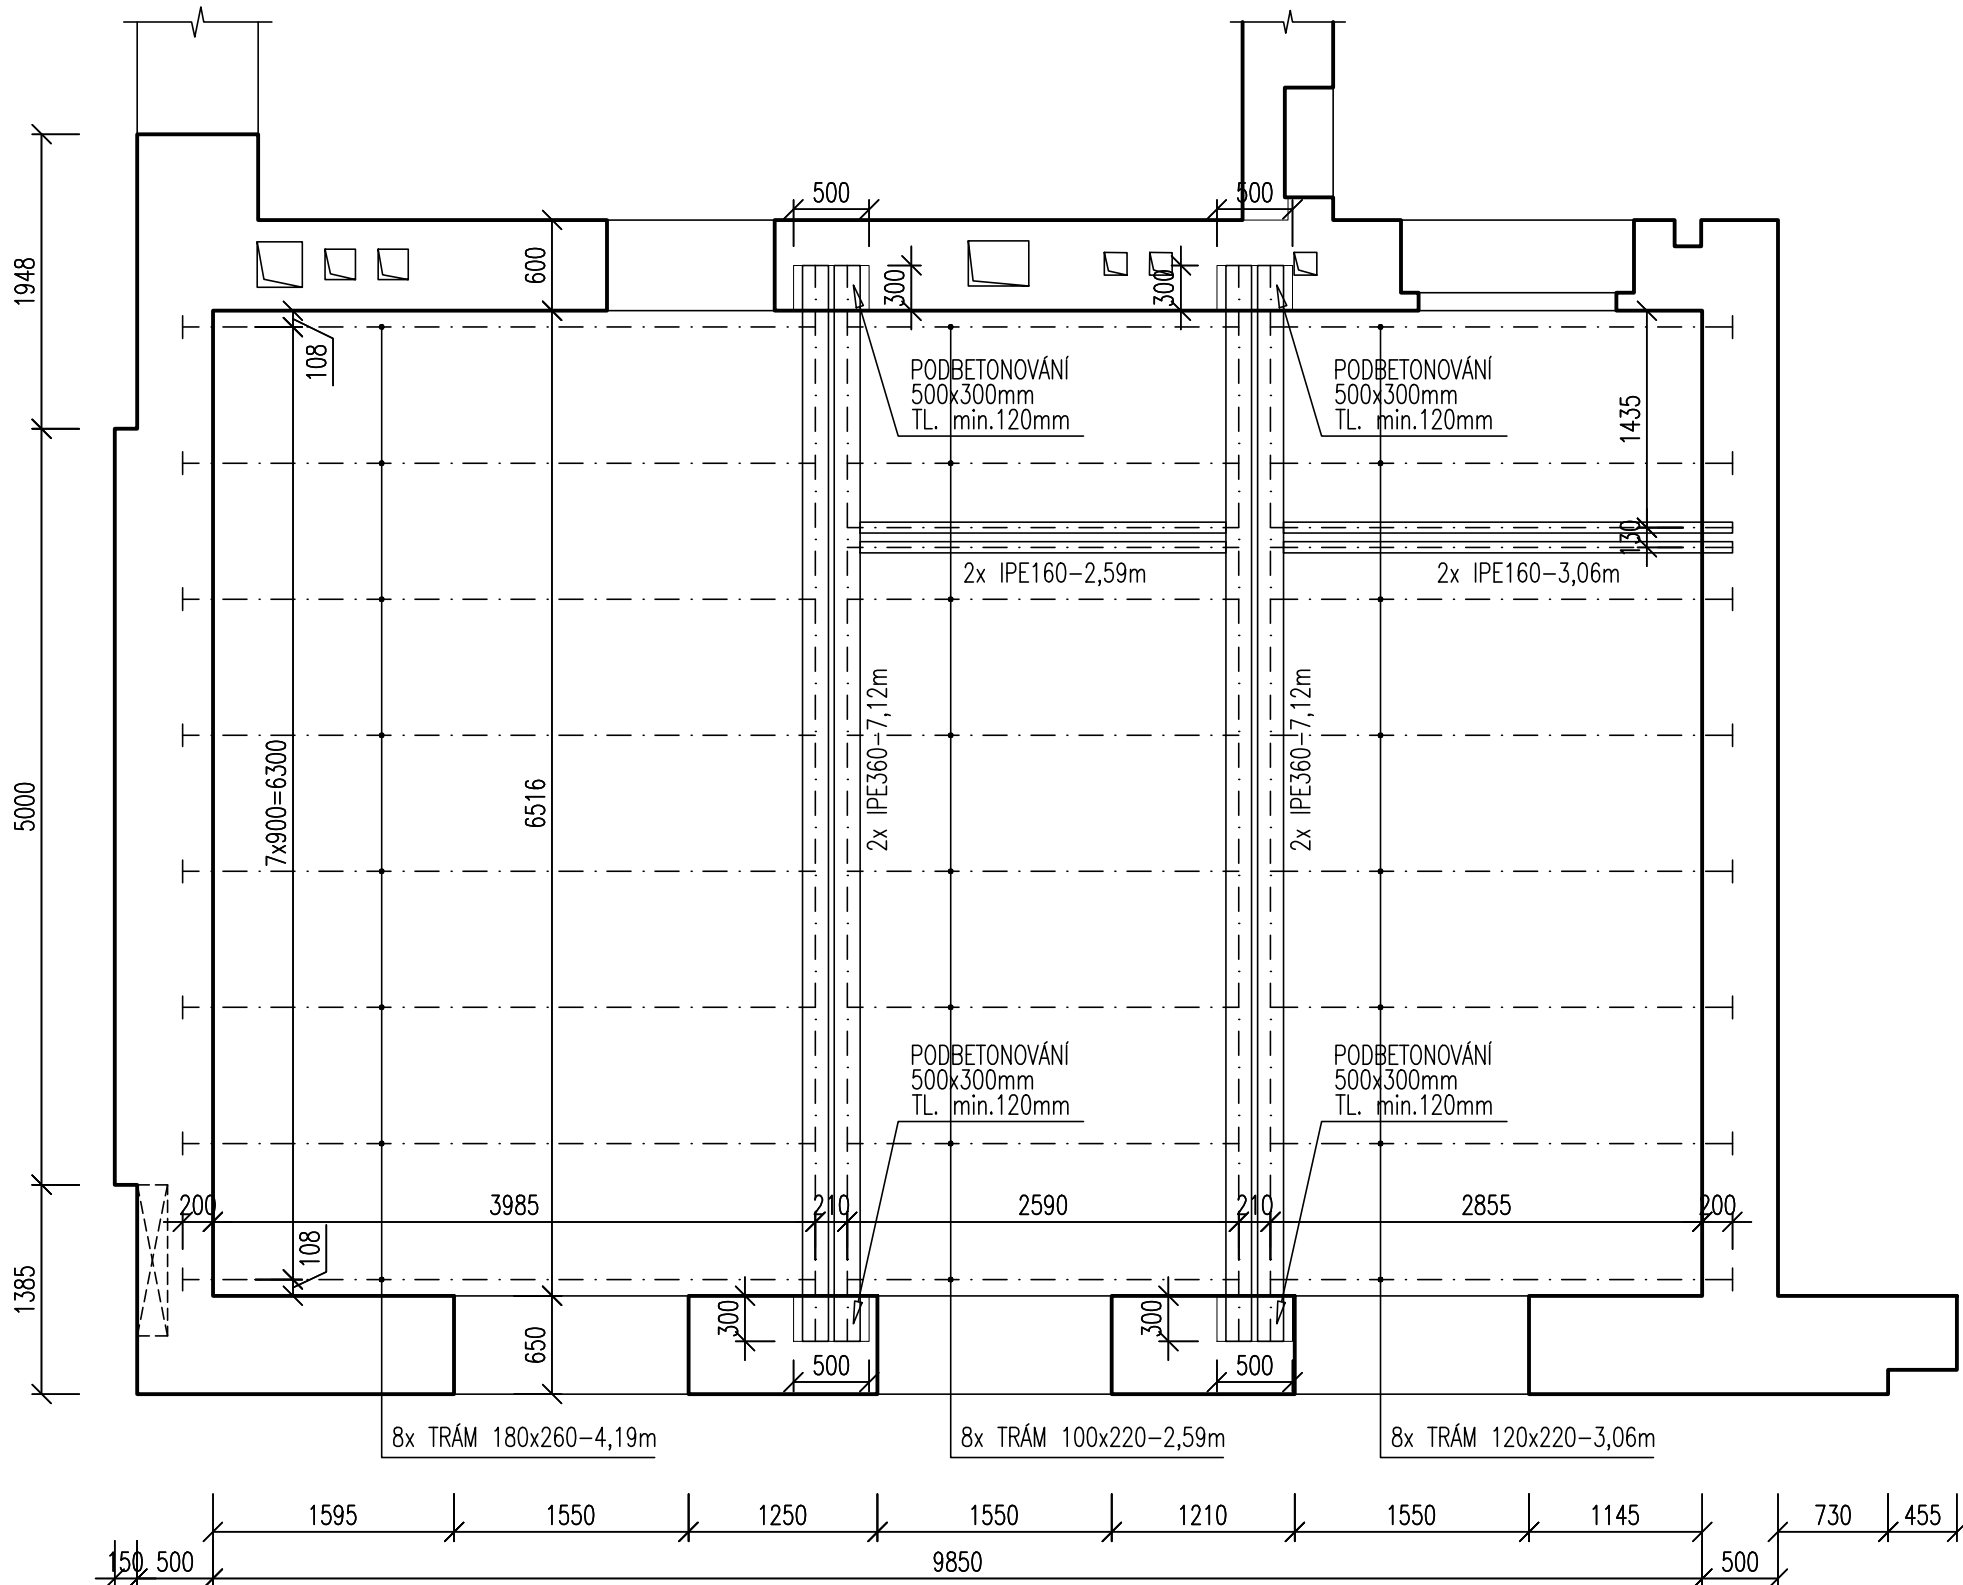 500
500
1948
600
300
300
108
PODBETONOVÁNÍ
500x300mm
TL. min.120mm
PODBETONOVÁNÍ
500x300mm
TL. min.120mm
1435
130
2x IPE160-2,59m
2x IPE160-3,06m
2x IPE360-7,12m
2x IPE360-7,12m
5000
7x900=6300
6516
PODBETONOVÁNÍ
500x300mm
TL. min.120mm
PODBETONOVÁNÍ
500x300mm
TL. min.120mm
200
3985
210
2590
210
2855
200
108
1385
650
300
300
500
500
8x TRÁM 180x260-4,19m
8x TRÁM 100x220-2,59m
8x TRÁM 120x220-3,06m
1595
1550
1250
1550
1210
1550
1145
730
455
150
500
9850
500